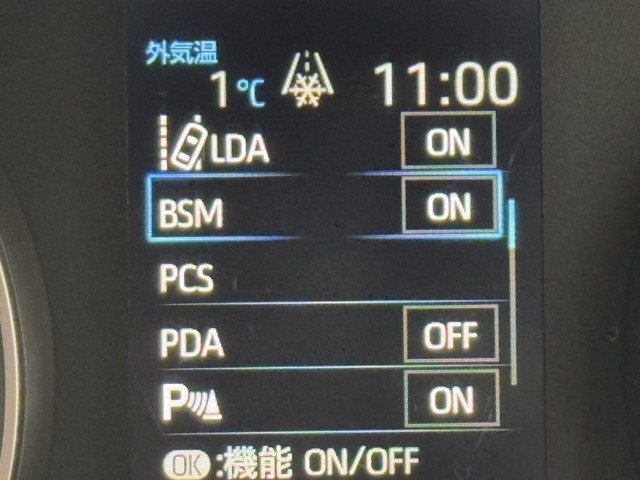 外気温
1℃ 11:00
LDA ON
BSM ON
PCS
PDA OFF
P ON
OK:機能 ON/OFF